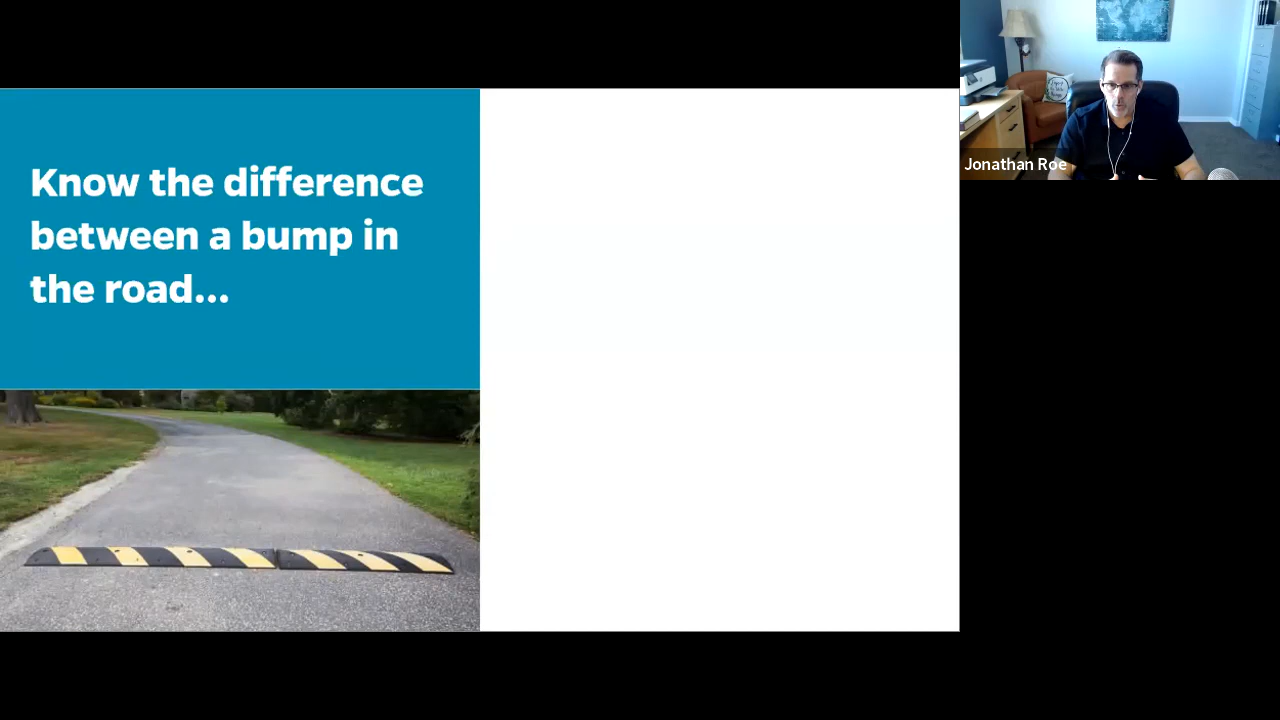 Know the difference
between a bump in
the road...
Jonathan Roe